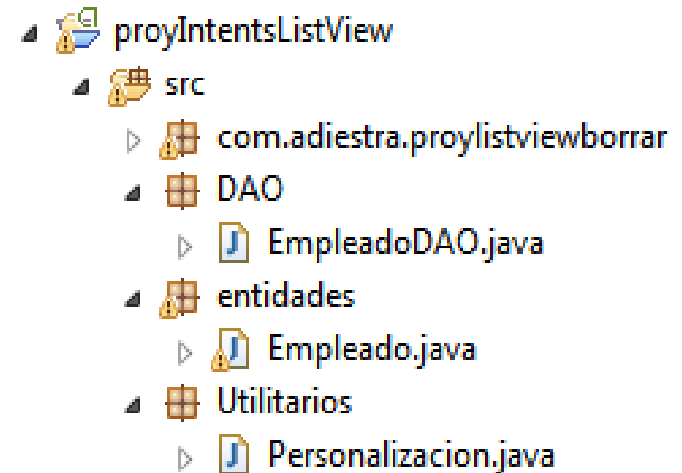 proyIntentsListView
src
com.adiestra.proylistviewborrar
DAO
EmpleadoDAO.java
entidades
Empleado.java
Utilitarios
Personalizacion.java